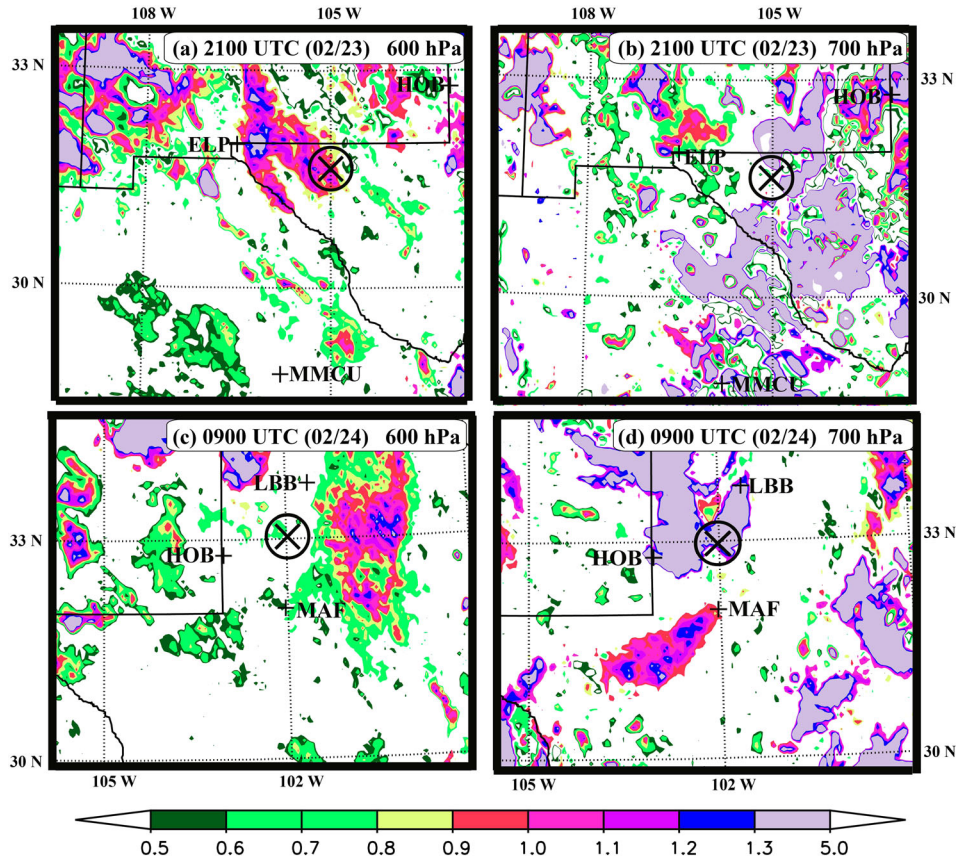 108 W 105 W 108 W 105 W
(a) 2100 UTC (02/23) 600 hPa
(b) 2100 UTC (02/23) 700 hPa
33 N
33 N
HOB
HOB
ELP
ELP
30 N
30 N
MMCU
MMCU
(c) 0900 UTC (02/24) 600 hPa
(d) 0900 UTC (02/24) 700 hPa
LBB
LBB
33 N
33 N
HOB
HOB
MAF
MAF
30 N
30 N
105 W 102 W 105 W 102 W
0.5 0.6 0.7 0.8 0.9 1.0 1.1 1.2 1.3 5.0